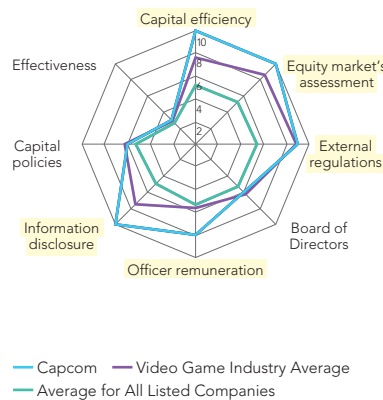 Capital efficiency
10
8
6
4
2
Effectiveness
Equity market's
assessment
Capital
policies
External
regulations
Information
disclosure
Board of
Directors
Officer remuneration
Capcom
Video Game Industry Average
Average for All Listed Companies